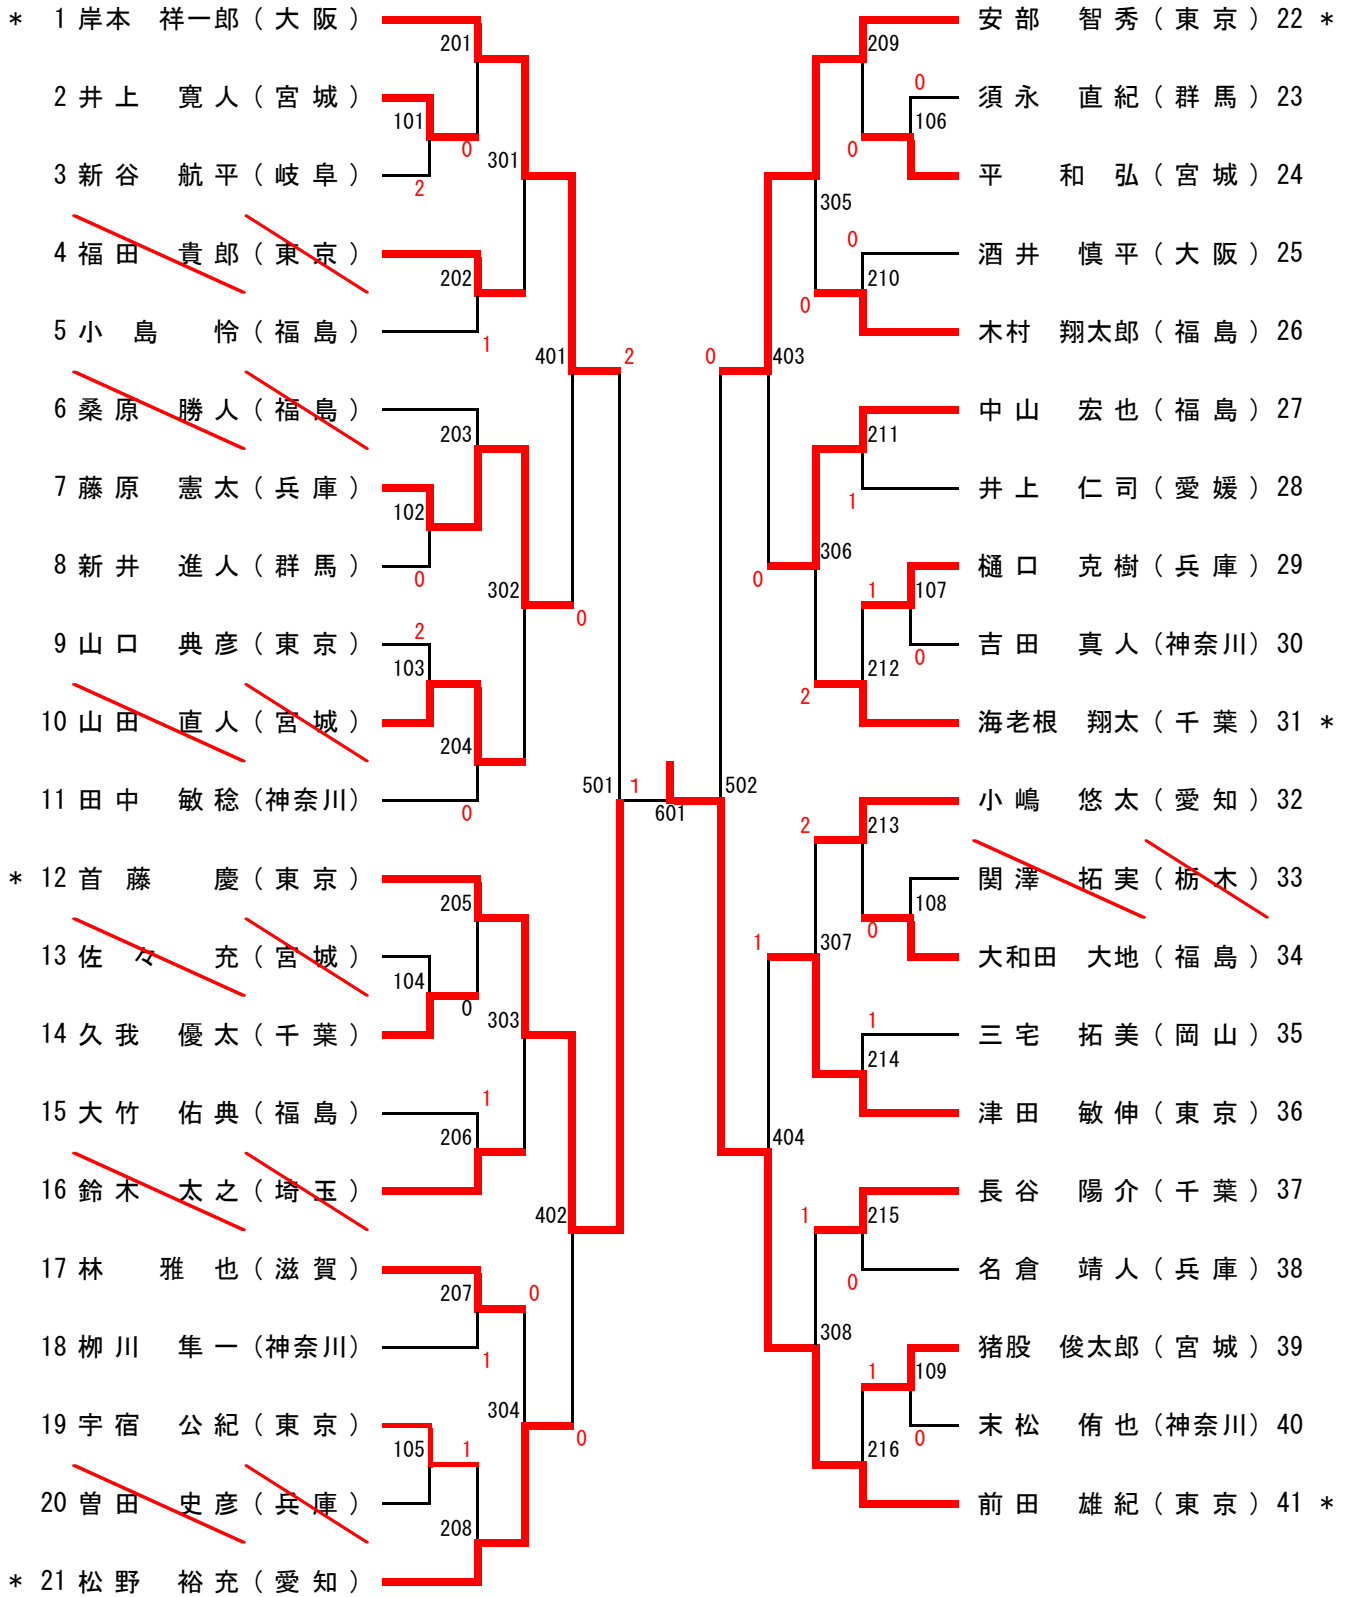 * 1 岸本 祥一郎 ( 大阪 )
201
2 井上 寛人 ( 宮城 )
101
0
3 新谷 航平 ( 岐阜 )
2
301
4 福田 貴郎 ( 東京 )
202
5 小島 怜 ( 福島 )
1
401
2
6 桑原 勝人 ( 福島 )
203
7 藤原 憲太 ( 兵庫 )
102
8 新井 進人 ( 群馬 )
0
302
0
9 山口 典彦 ( 東京 )
2
103
10 山田 直人 ( 宮城 )
204
11 田中 敏稔 (神奈川)
0
501
1
601
* 12 首藤 慶 ( 東京 )
205
13 佐々 充 ( 宮城 )
104
0
14 久我 優太 ( 千葉 )
303
15 大竹 佑典 ( 福島 )
1
206
16 鈴木 太之 ( 埼玉 )
402
17 林 雅也 ( 滋賀 )
207
0
18 栁川 隼一 (神奈川)
1
304
0
19 宇宿 公紀 ( 東京 )
105
1
20 曽田 史彦 ( 兵庫 )
208
* 21 松野 裕充 ( 愛知 )
安部 智秀 ( 東京 ) 22 *
209
0
須永 直紀 ( 群馬 ) 23
106
0
平 和弘 ( 宮城 ) 24
305
0
酒井 慎平 ( 大阪 ) 25
210
0
木村 翔太郎 ( 福島 ) 26
0
403
中山 宏也 ( 福島 ) 27
211
井上 仁司 ( 愛媛 ) 28
1
306
0
樋口 克樹 ( 兵庫 ) 29
1
107
吉田 真人 (神奈川) 30
0
212
2
海老根 翔太 ( 千葉 ) 31 *
502
小嶋 悠太 ( 愛知 ) 32
2
213
関澤 拓実 ( 栃木 ) 33
108
0
大和田 大地 ( 福島 ) 34
1
307
三宅 拓美 ( 岡山 ) 35
1
214
津田 敏伸 ( 東京 ) 36
404
長谷 陽介 ( 千葉 ) 37
1
215
名倉 靖人 ( 兵庫 ) 38
0
308
猪股 俊太郎 ( 宮城 ) 39
1
109
末松 侑也 (神奈川) 40
0
216
前田 雄紀 ( 東京 ) 41 *